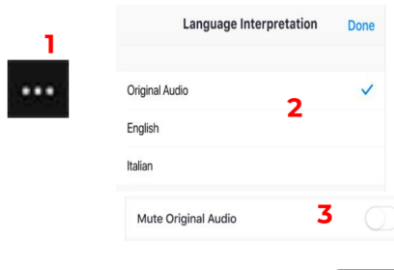 1
Language Interpretation Done
Original Audio
2
English
Italian
Mute Original Audio 3